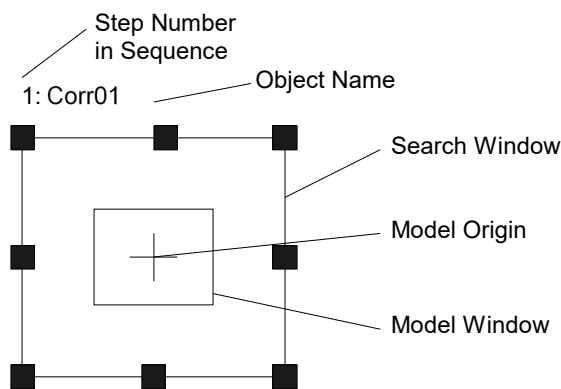 Step Number
in Sequence
Object Name
1: Corr01
Search Window
Model Origin
Model Window